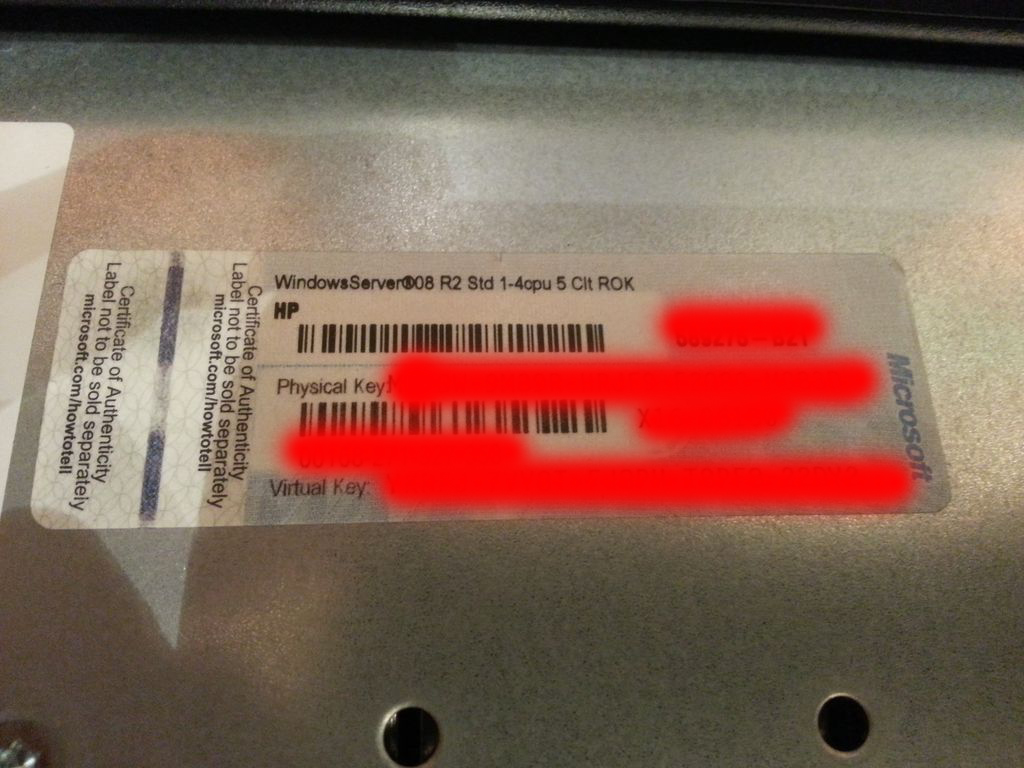 Certificate of Authenticity
Label not to be sold separately
microsoft.com/howtotell
Certificate of Authenticity
Label not to be sold separately
microsoft.com/howtotell
WindowsServer®08 R2 Std 1-4cpu 5 Clt ROK
HP
Physical Key:
Virtual Key:
Microsoft